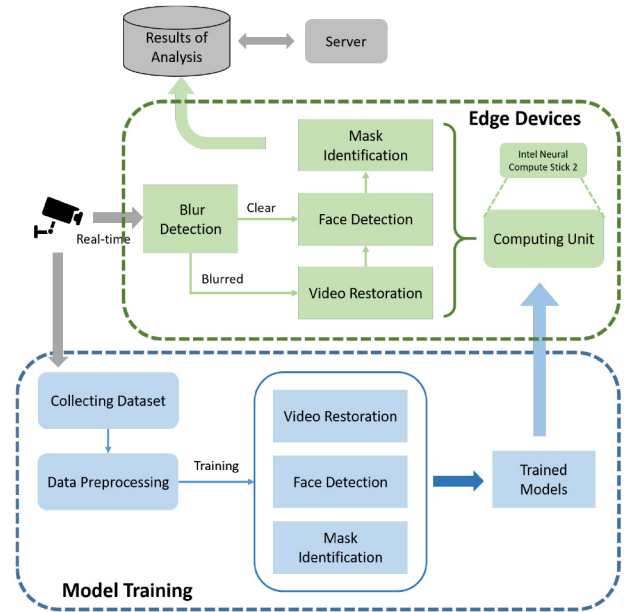 Results of
Analysis
Server
Edge Devices
Mask
Identification
Intel Neural
Compute Stick 2
Real-time
Blur
Detection
Clear
Face Detection
Computing Unit
Blurred
Video Restoration
Collecting Dataset
Data Preprocessing
Training
Video Restoration
Face Detection
Mask
Identification
Trained
Models
Model Training